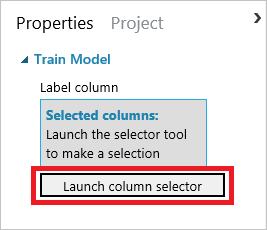 Properties Project
Train Model
Label column
Selected columns:
Launch the selector tool
to make a selection
Launch column selector